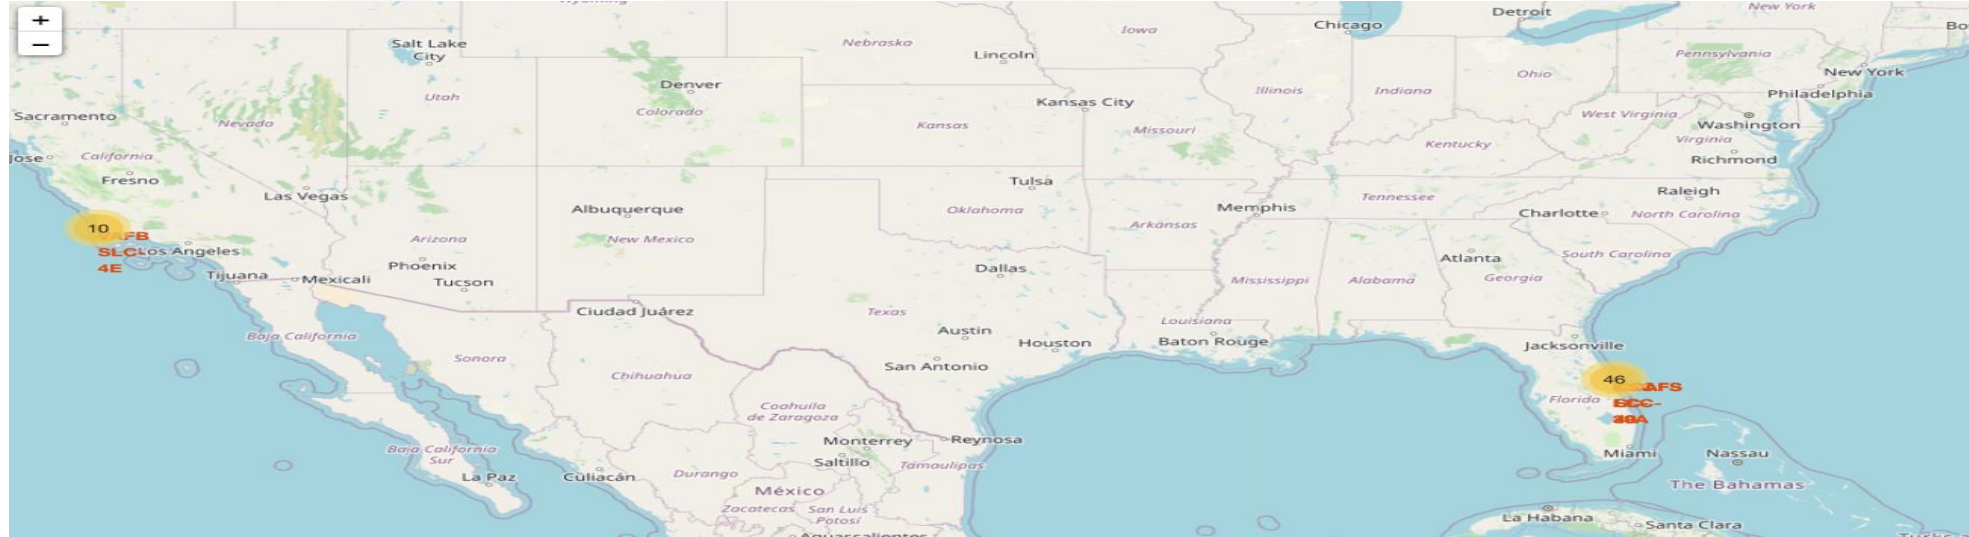 +
−
Wyoming
Salt Lake
City
Nebraska
Lincoln
Iowa
Chicago
Detroit
New York
Bo
Pennsylvania
New York
Philadelphia
Denver
Utah
Colorado
Kansas City
Illinois
Indiana
Ohio
Sacramento
Nevada
Kansas
Missouri
West Virginia
Washington
Virginia
Richmond
Kentucky
Jose
California
Fresno
Las Vegas
Tulsa
Albuquerque
Oklahoma
Memphis
Tennessee
Raleigh
Charlotte
North Carolina
10
AFB
SLC-
4E
Los Angeles
Arizona
New Mexico
Arkansas
Phoenix
Tucson
Dallas
Mississippi
Alabama
Atlanta
Georgia
South Carolina
Tijuana
Mexicali
Ciudad Juárez
Texas
Louisiana
Austin
Houston
Baton Rouge
Jacksonville
Baja California
Sonora
Chihuahua
San Antonio
46
AFS
Florida
Coahuila
de Zaragoza
Monterrey
Reynosa
Saltillo
Tamaulipas
Baja California
Sur
La Paz
Culiacán
Durango
México
Zacatecas
San Luis
Potosí
Aguascalientes
Miami
Nassau
The Bahamas
La Habana
Santa Clara